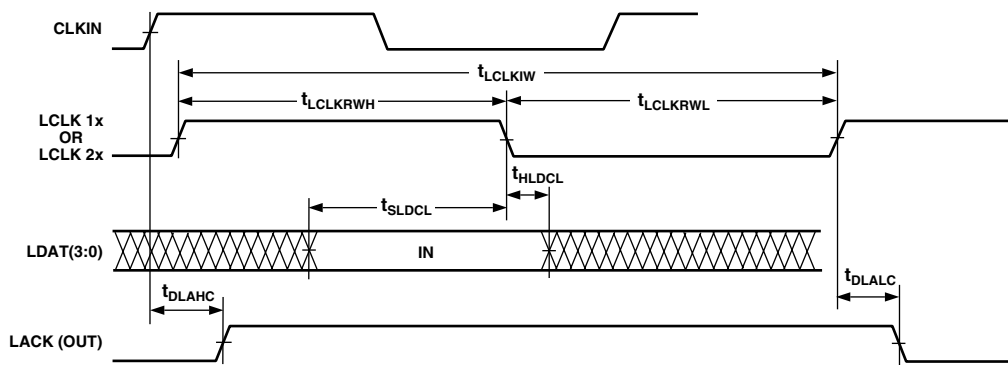 CLKIN
tLCLKIW
tLCLKRWH
tLCLKRWL
LCLK 1x
OR
LCLK 2x
tHLDCL
tSLDCL
LDAT(3:0)
IN
tDLAHC
tDLALC
LACK (OUT)